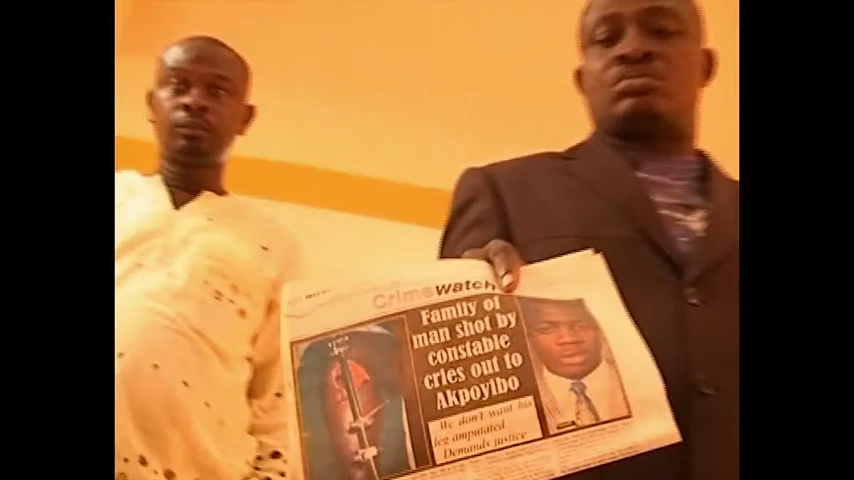 Crimewatch
Family of
man shot by
constable
cries out to
Akpoyibo
We don't want his
leg amputated
Demands justice